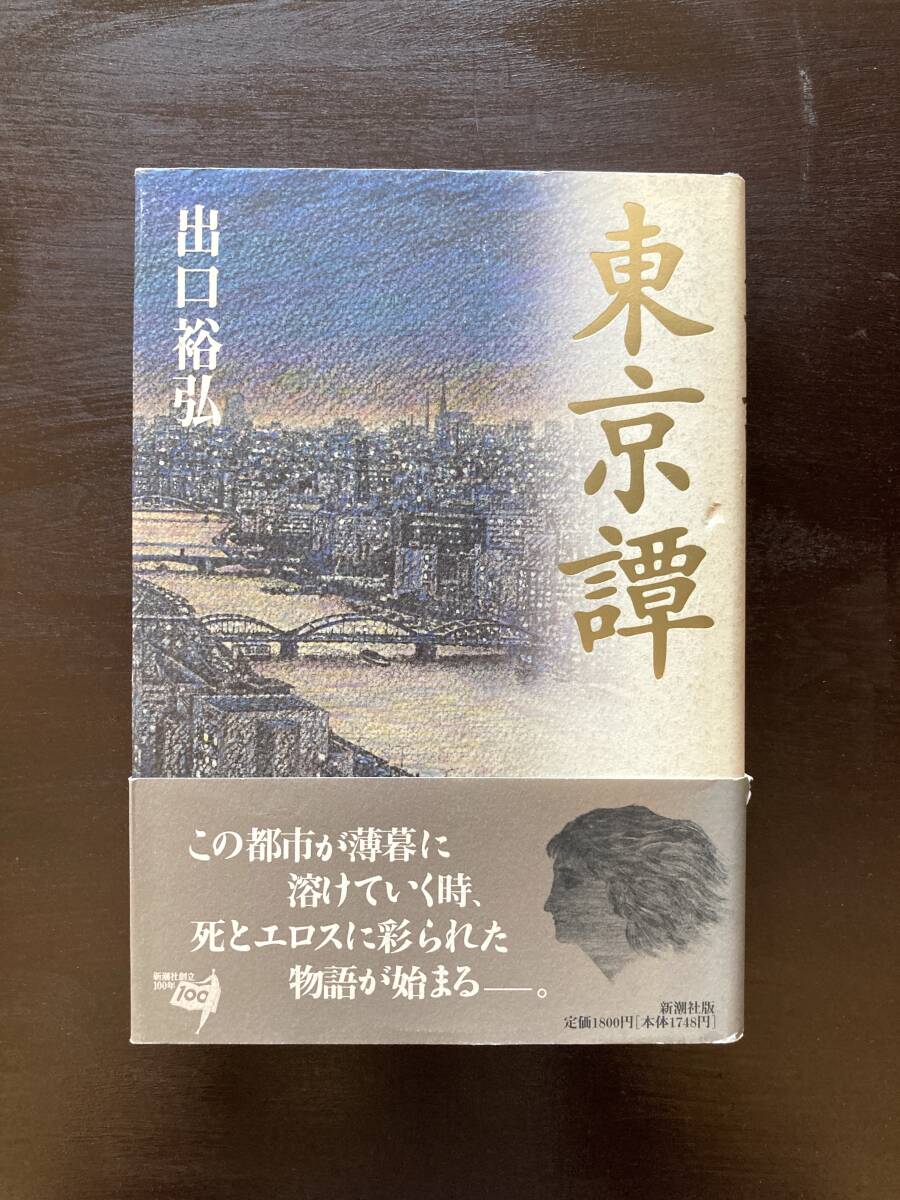 東京譚
出口裕弘
この都市が薄暮に
溶けていく時、
死とエロスに彩られた
物語が始まる──。
新潮社創立
100年
100
新潮社版
定価1800円[本体1748円]